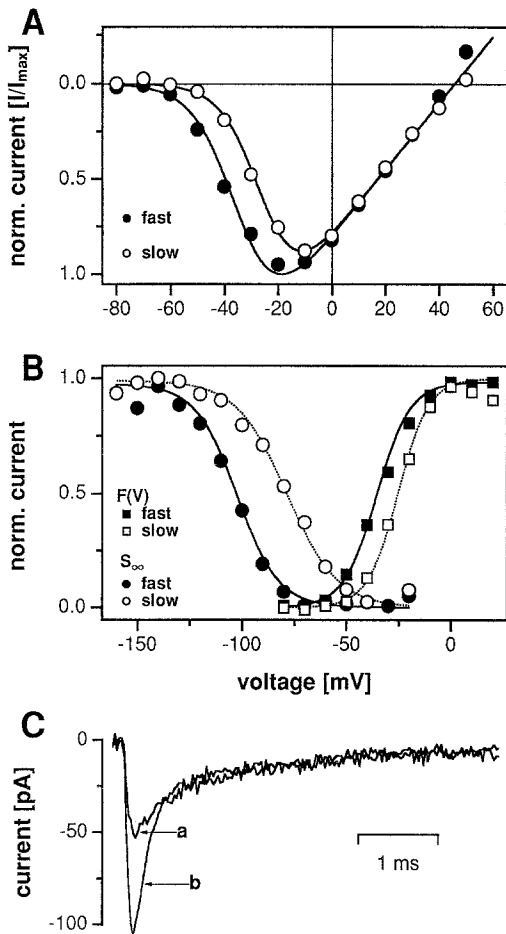 A
norm. current [I/Imax]
0.0
0.5
1.0
fast
slow
-80 -60 -40 -20 0 20 40 60
B
norm. current
1.0
0.5
0.0
F(V)
fast
slow
S∞
fast
slow
-150 -100 -50 0
voltage [mV]
C
current [pA]
0
-50
-100
a
b
1 ms